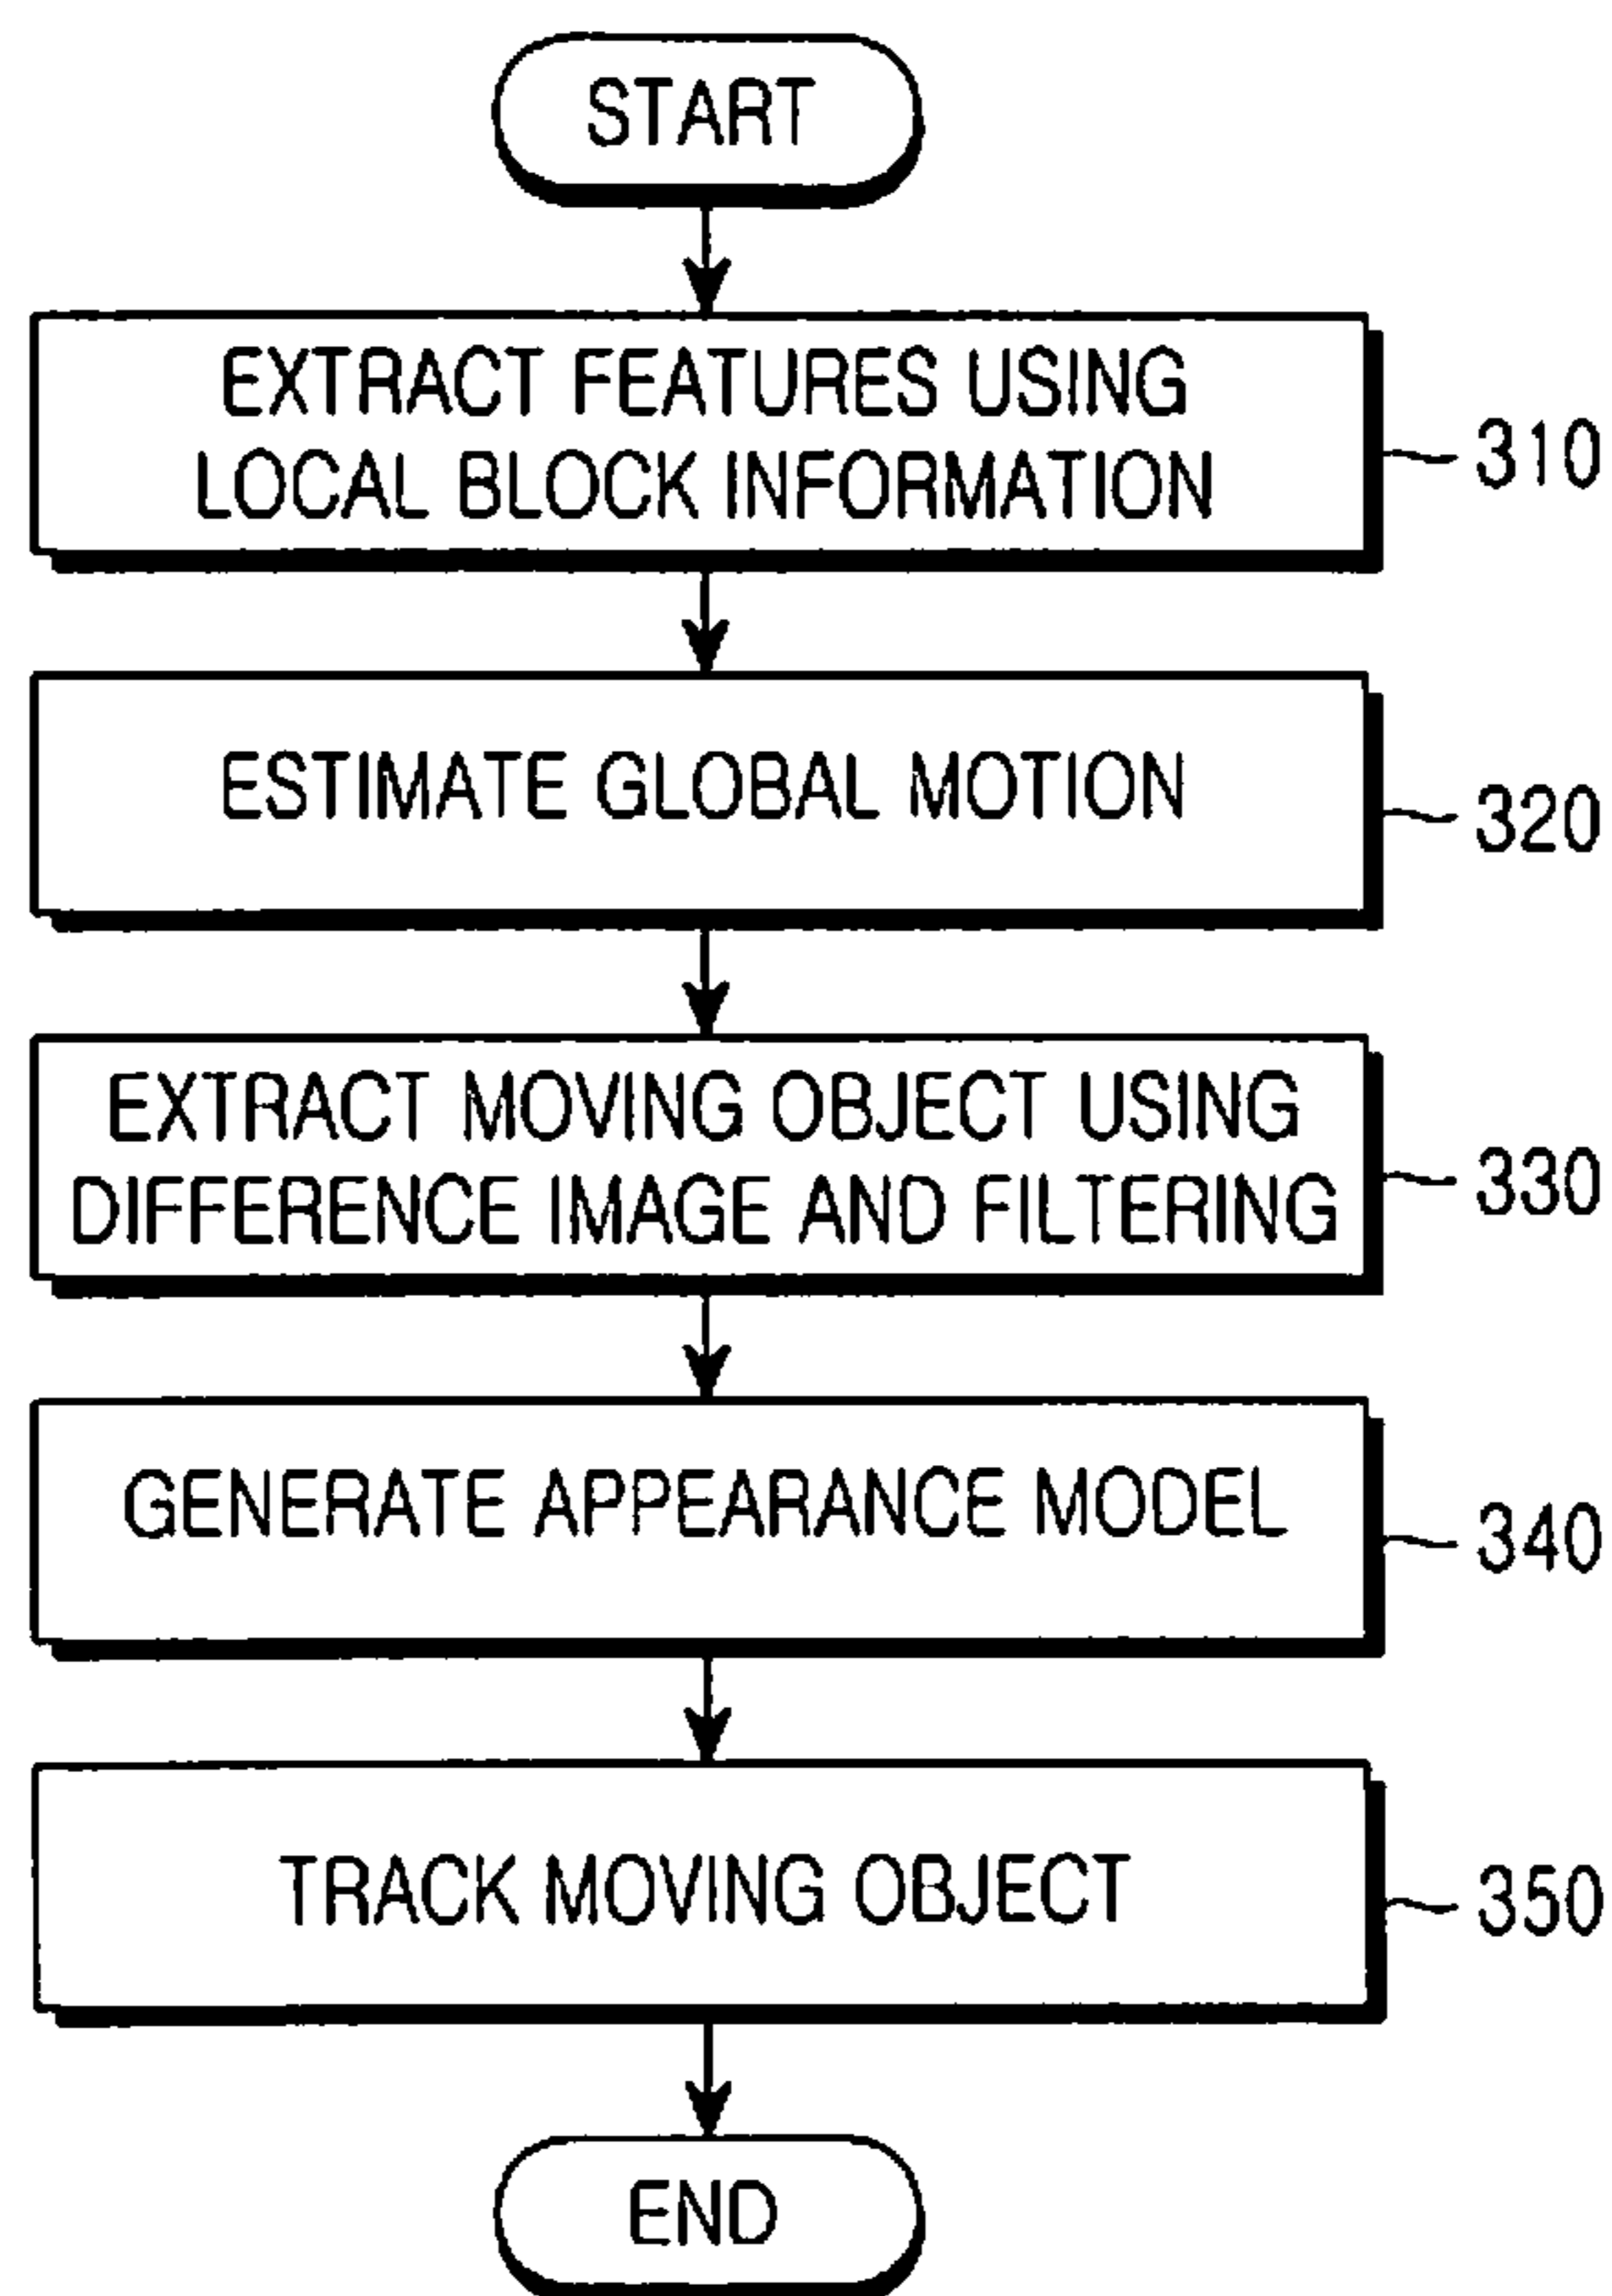 START
EXTRACT FEATURES USING
LOCAL BLOCK INFORMATION
310
ESTIMATE GLOBAL MOTION
320
EXTRACT MOVING OBJECT USING
DIFFERENCE IMAGE AND FILTERING
330
GENERATE APPEARANCE MODEL
340
TRACK MOVING OBJECT
350
END